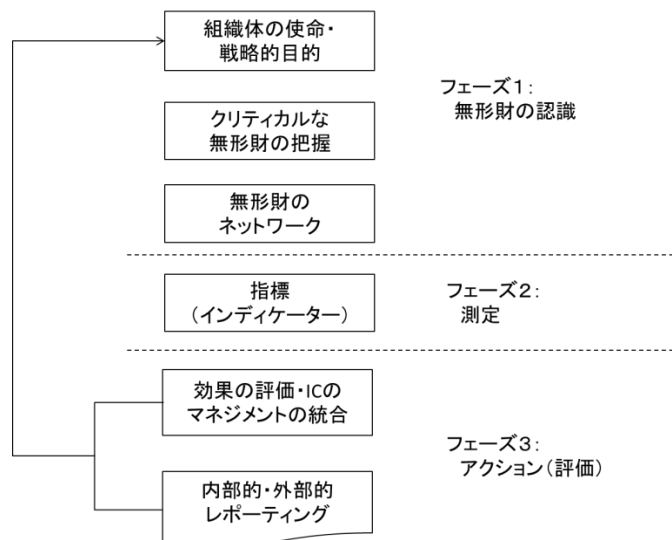 組織体の使命・
戦略的目的
フェーズ1:
無形財の認識
クリティカルな
無形財の把握
無形財の
ネットワーク
指標
(インディケーター)
フェーズ2:
測定
効果の評価・ICの
マネジメントの統合
フェーズ3:
アクション(評価)
内部的・外部的
レポーティング